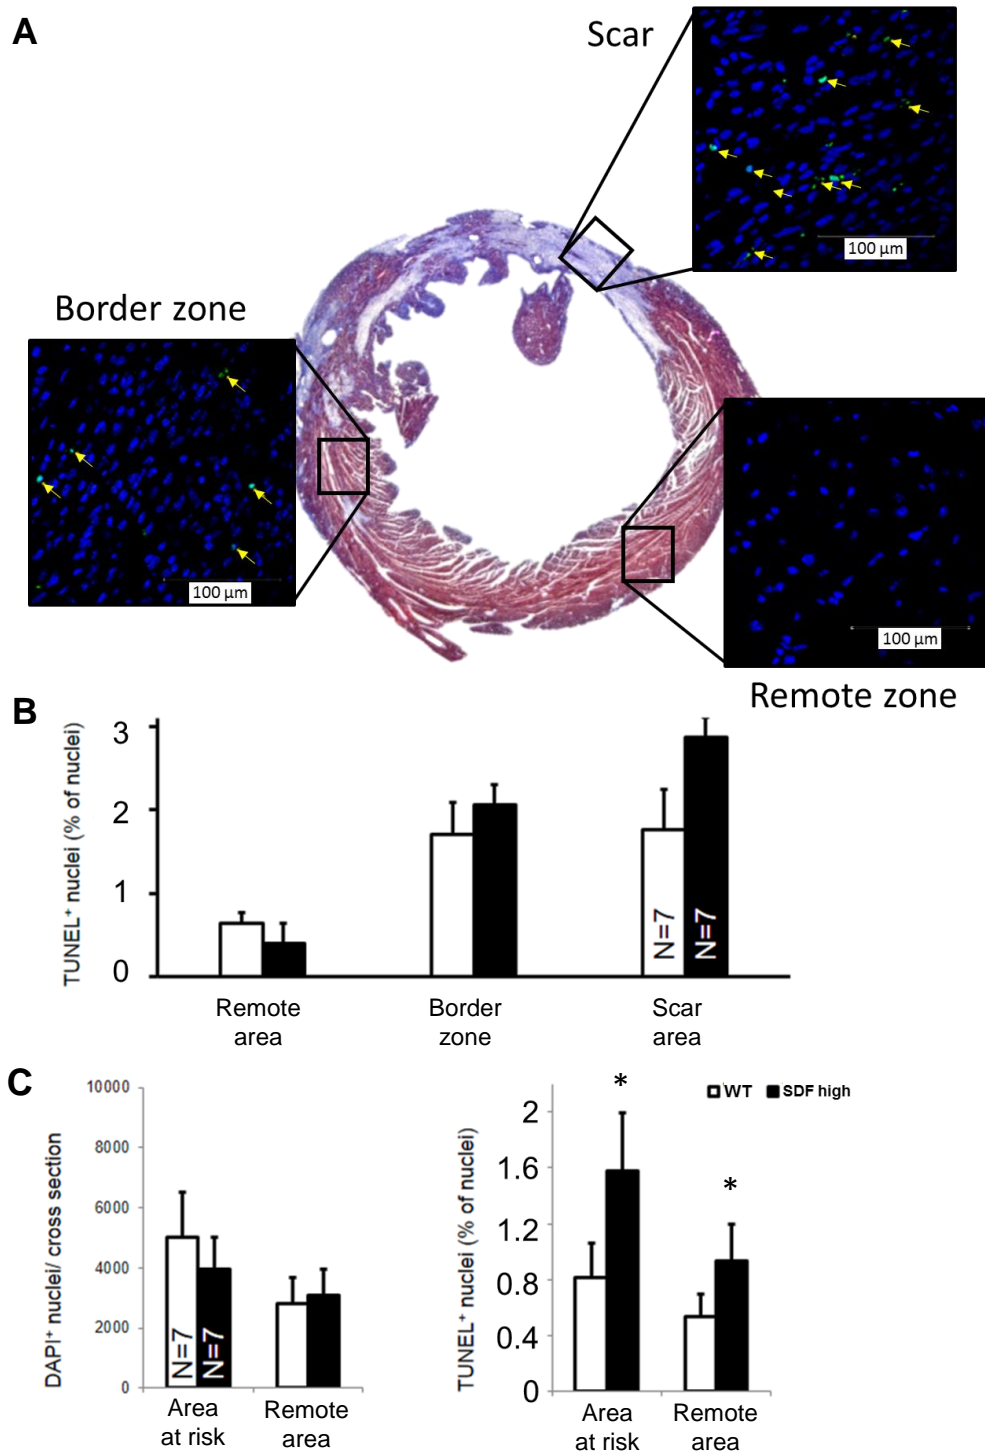 A
Scar
100 µm
Border zone
100 µm
100 µm
Remote zone
B
TUNEL⁺ nuclei (% of nuclei)
3
2
1
0
N=7
N=7
Remote
area
Border
zone
Scar
area
C
DAPI⁺ nuclei/ cross section
10000
8000
6000
4000
2000
0
N=7
N=7
Area
at risk
Remote
area
TUNEL⁺ nuclei (% of nuclei)
2
1.6
1.2
0.8
0.4
0
*
*
WT SDF high
Area
at risk
Remote
area